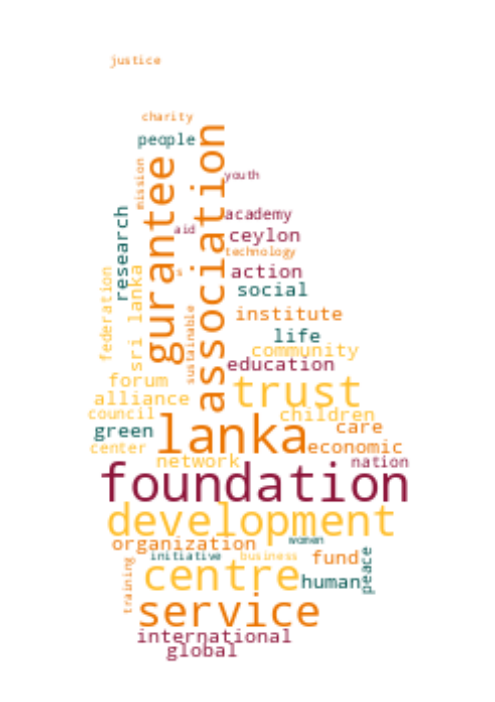 justice
charity
people
association
gurantee
mission
youth
research
academy
aid
ceylon
technology
s
action
sri lanka
federation
social
sustainable
institute
life
community
education
forum
trust
alliance
children
council
lanka
care
green
center
economic
network
nation
foundation
development
women
organization
initiative
business
fund
peace
training
centre
human
service
international
global